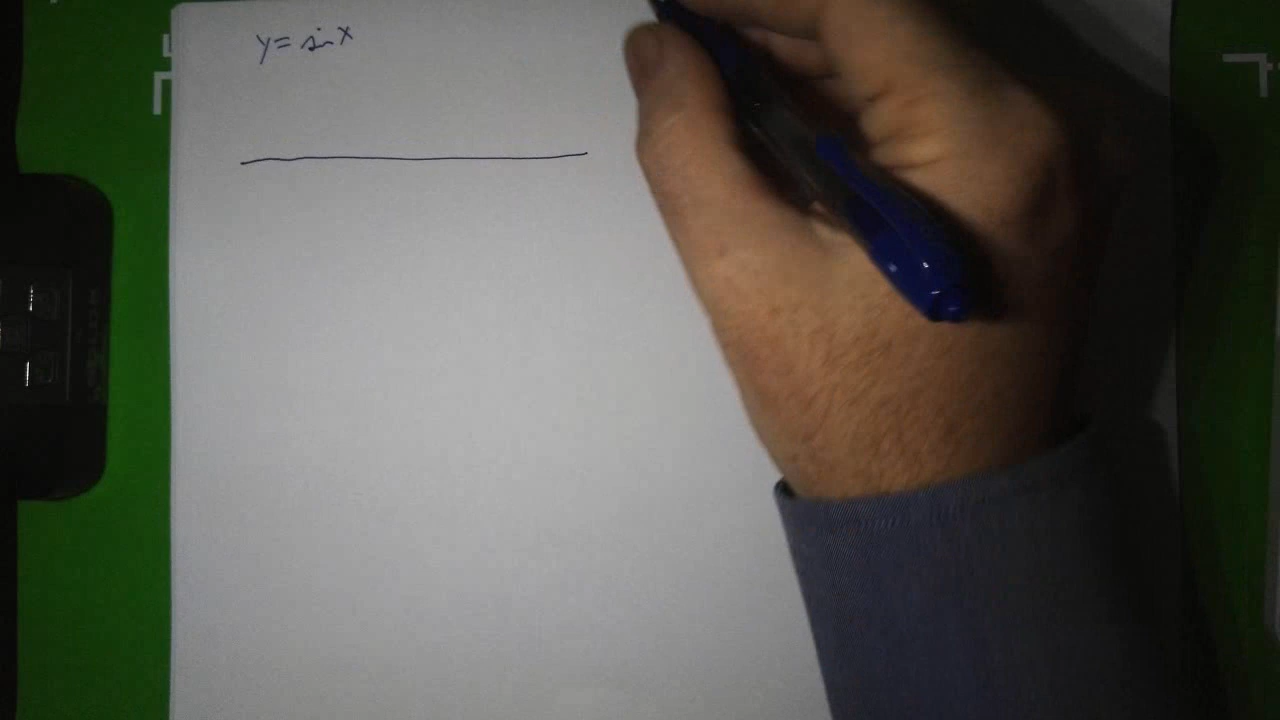 y = sin x